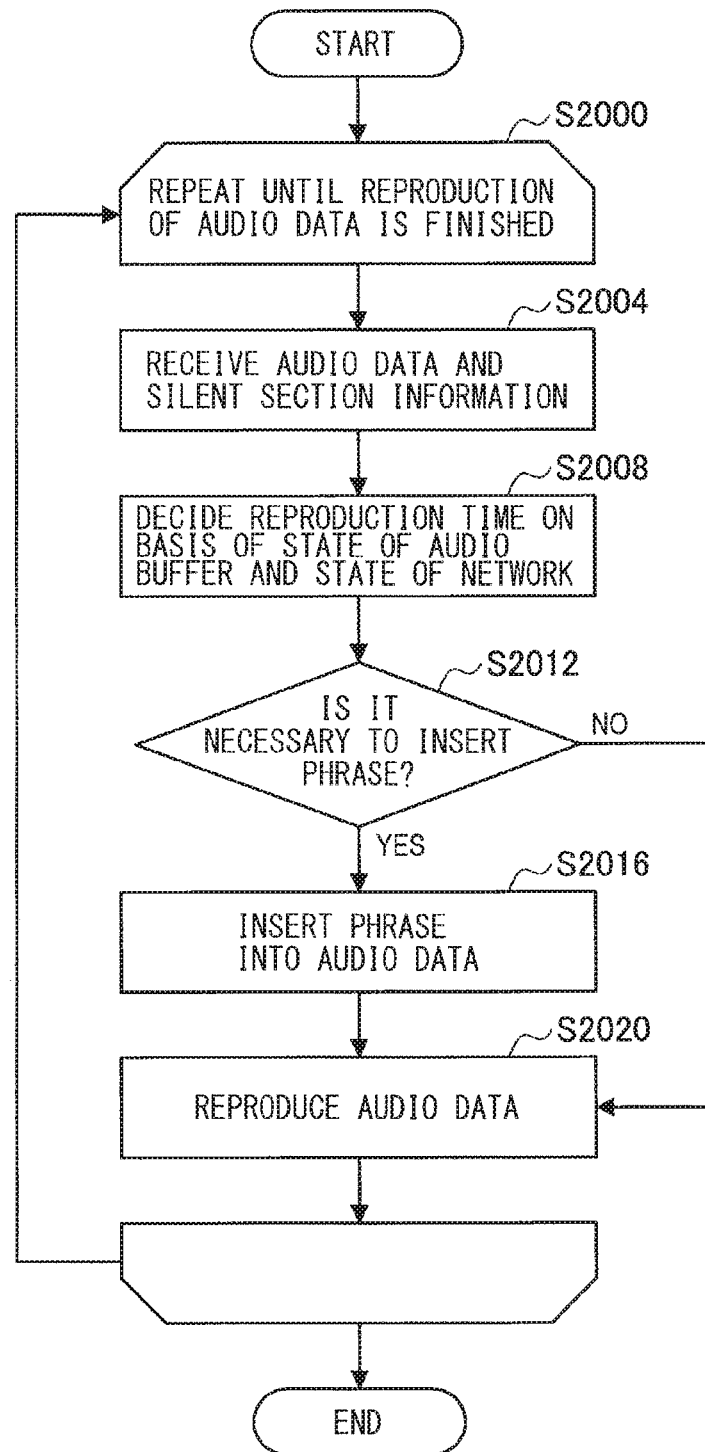 START
S2000
REPEAT UNTIL REPRODUCTION
OF AUDIO DATA IS FINISHED
S2004
RECEIVE AUDIO DATA AND
SILENT SECTION INFORMATION
S2008
DECIDE REPRODUCTION TIME ON
BASIS OF STATE OF AUDIO
BUFFER AND STATE OF NETWORK
S2012
IS IT
NECESSARY TO INSERT
PHRASE?
NO
YES
S2016
INSERT PHRASE
INTO AUDIO DATA
S2020
REPRODUCE AUDIO DATA
END